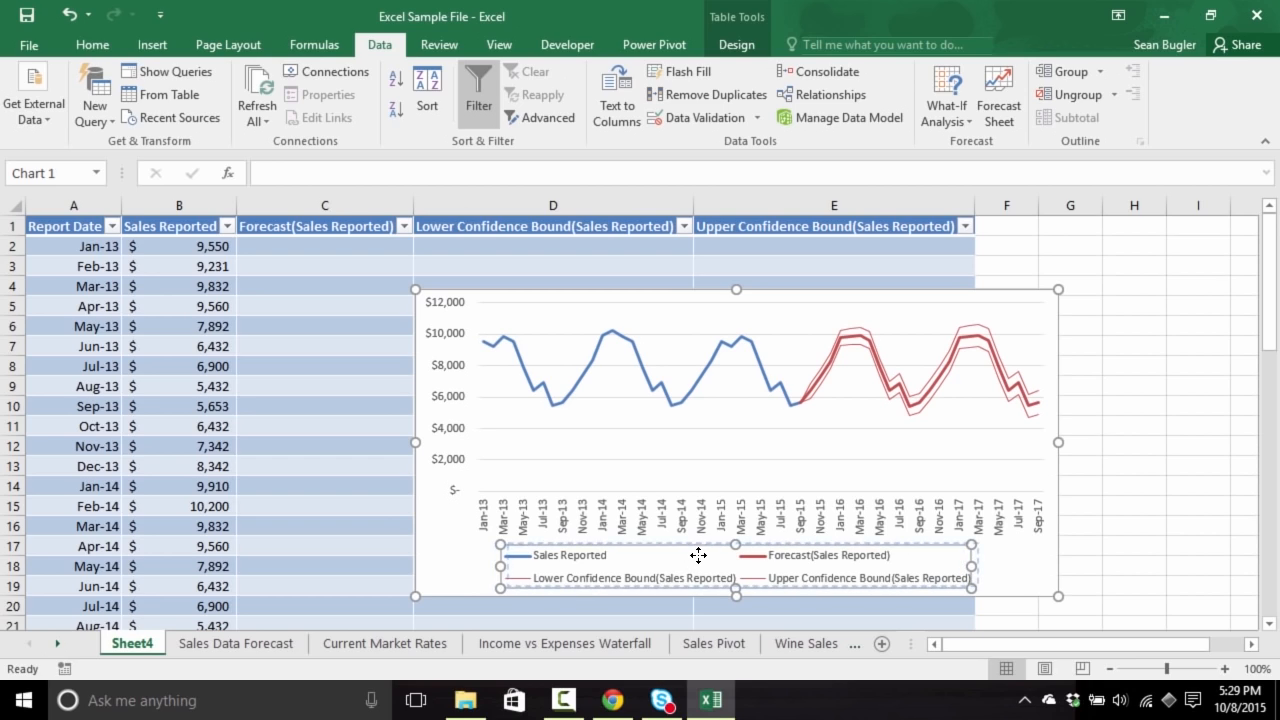 Excel Sample File - Excel
Table Tools
File Home Insert Page Layout Formulas Data Review View Developer Power Pivot Design Tell me what you want to do... Sean Bugler Share
Get External Data
New Query
Show Queries
From Table
Recent Sources
Get & Transform
Refresh All
Connections
Properties
Edit Links
Connections
Sort
Filter
Clear
Reapply
Advanced
Sort & Filter
Text to Columns
Flash Fill
Remove Duplicates
Data Validation
Consolidate
Relationships
Manage Data Model
Data Tools
What-If Analysis
Forecast Sheet
Forecast
Group
Ungroup
Subtotal
Outline
Chart 1
fx
A B C D E F G H I
1 Report Date Sales Reported Forecast(Sales Reported) Lower Confidence Bound(Sales Reported) Upper Confidence Bound(Sales Reported)
2 Jan-13 $ 9,550
3 Feb-13 $ 9,231
4 Mar-13 $ 9,832
5 Apr-13 $ 9,560
6 May-13 $ 7,892
7 Jun-13 $ 6,432
8 Jul-13 $ 6,900
9 Aug-13 $ 5,432
10 Sep-13 $ 5,653
11 Oct-13 $ 6,432
12 Nov-13 $ 7,342
13 Dec-13 $ 8,342
14 Jan-14 $ 9,910
15 Feb-14 $ 10,200
16 Mar-14 $ 9,832
17 Apr-14 $ 9,560
18 May-14 $ 7,892
19 Jun-14 $ 6,432
20 Jul-14 $ 6,900
21 Aug-14 $ 5,432
$12,000
$10,000
$8,000
$6,000
$4,000
$2,000
$-
Jan-13 Mar-13 May-13 Jul-13 Sep-13 Nov-13 Jan-14 Mar-14 May-14 Jul-14 Sep-14 Nov-14 Jan-15 Mar-15 May-15 Jul-15 Sep-15 Nov-15 Jan-16 Mar-16 May-16 Jul-16 Sep-16 Nov-16 Jan-17 Mar-17 May-17 Jul-17 Sep-17
Sales Reported Forecast(Sales Reported)
Lower Confidence Bound(Sales Reported) Upper Confidence Bound(Sales Reported)
Sheet4 Sales Data Forecast Current Market Rates Income vs Expenses Waterfall Sales Pivot Wine Sales ...
Ready 100%
Ask me anything
5:29 PM
10/8/2015